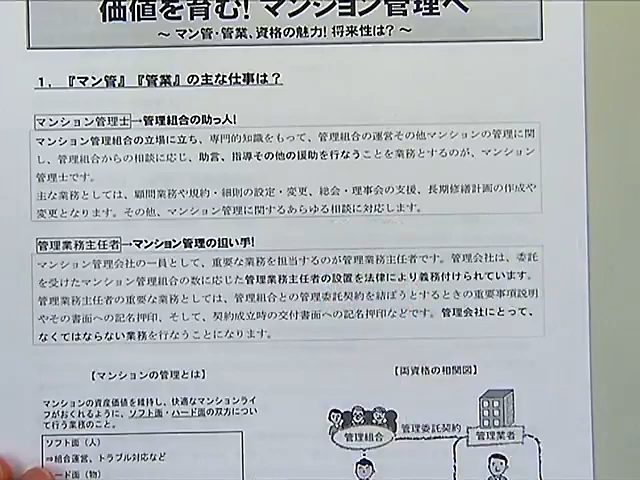 価値を育む! マンション管理へ
～ マン管・管業、資格の魅力! 将来性は? ～
1．『マン管』『管業』の主な仕事は?
マンション管理士→管理組合の助っ人!
マンション管理組合の立場に立ち、専門的知識をもって、管理組合の運営その他マンションの管理に関
し、管理組合からの相談に応じ、助言、指導その他の援助を行なうことを業務とするのが、マンション
管理士です。
主な業務としては、顧問業務や規約・細則の設定・変更、総会・理事会の支援、長期修繕計画の作成や
変更となります。その他、マンション管理に関するあらゆる相談に対応します。
管理業務主任者→マンション管理の担い手!
マンション管理会社の一員として、重要な業務を担当するのが管理業務主任者です。管理会社は、委託
を受けたマンション管理組合の数に応じた管理業務主任者の設置を法律により義務付けられています。
管理業務主任者の重要な業務としては、管理組合との管理委託契約を結ぼうとするときの重要事項説明
やその書面への記名押印、そして、契約成立時の交付書面への記名押印などです。管理会社にとって、
なくてはならない業務を行なうことになります。
【マンションの管理とは】
マンションの資産価値を維持し、快適なマンションライ
フがおくれるように、ソフト面・ハード面の双方につい
て行う業務のこと。
ソフト面（人）
⇒組合運営、トラブル対応など
ード面（物）
【両資格の相関図】
管理組合
管理委託契約
管理業者